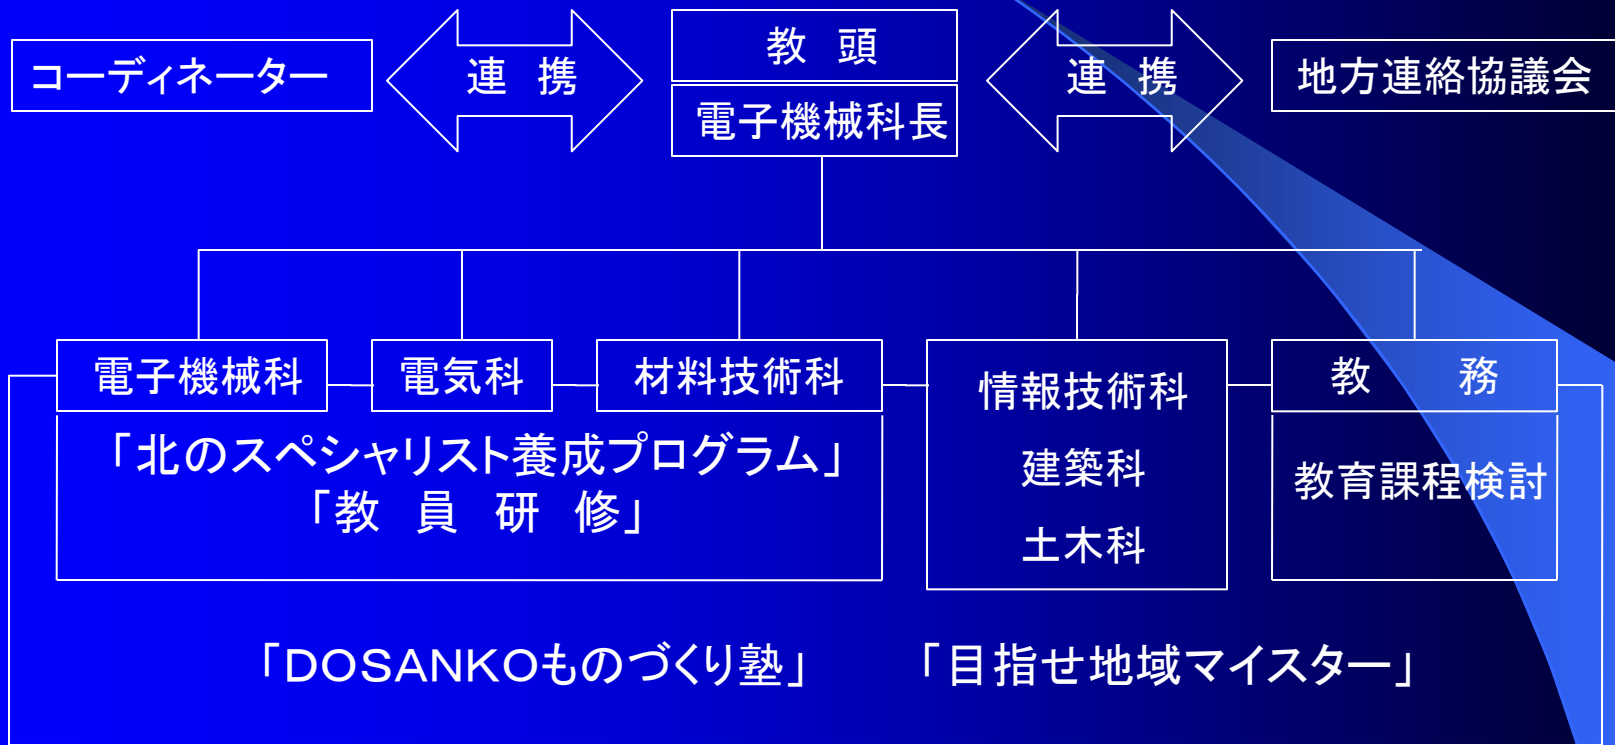 コーディネーター
連　携
教　頭
電子機械科長
連　携
地方連絡協議会
電子機械科
電気科
材料技術科
情報技術科
建築科
土木科
教　　務
「北のスペシャリスト養成プログラム」
「教　員　研　修」
教育課程検討
「DOSANKOものづくり塾」
「目指せ地域マイスター」